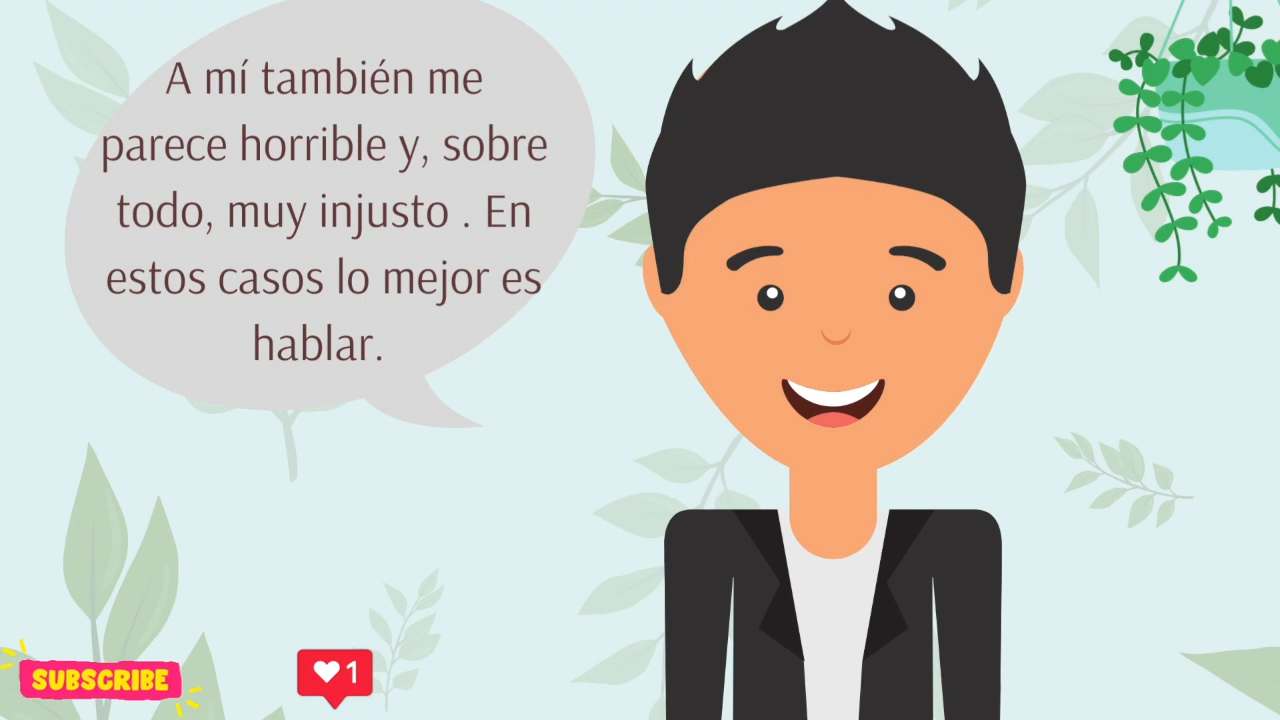 A mí también me
parece horrible y, sobre
todo, muy injusto . En
estos casos lo mejor es
hablar.
SUBSCRIBE
1